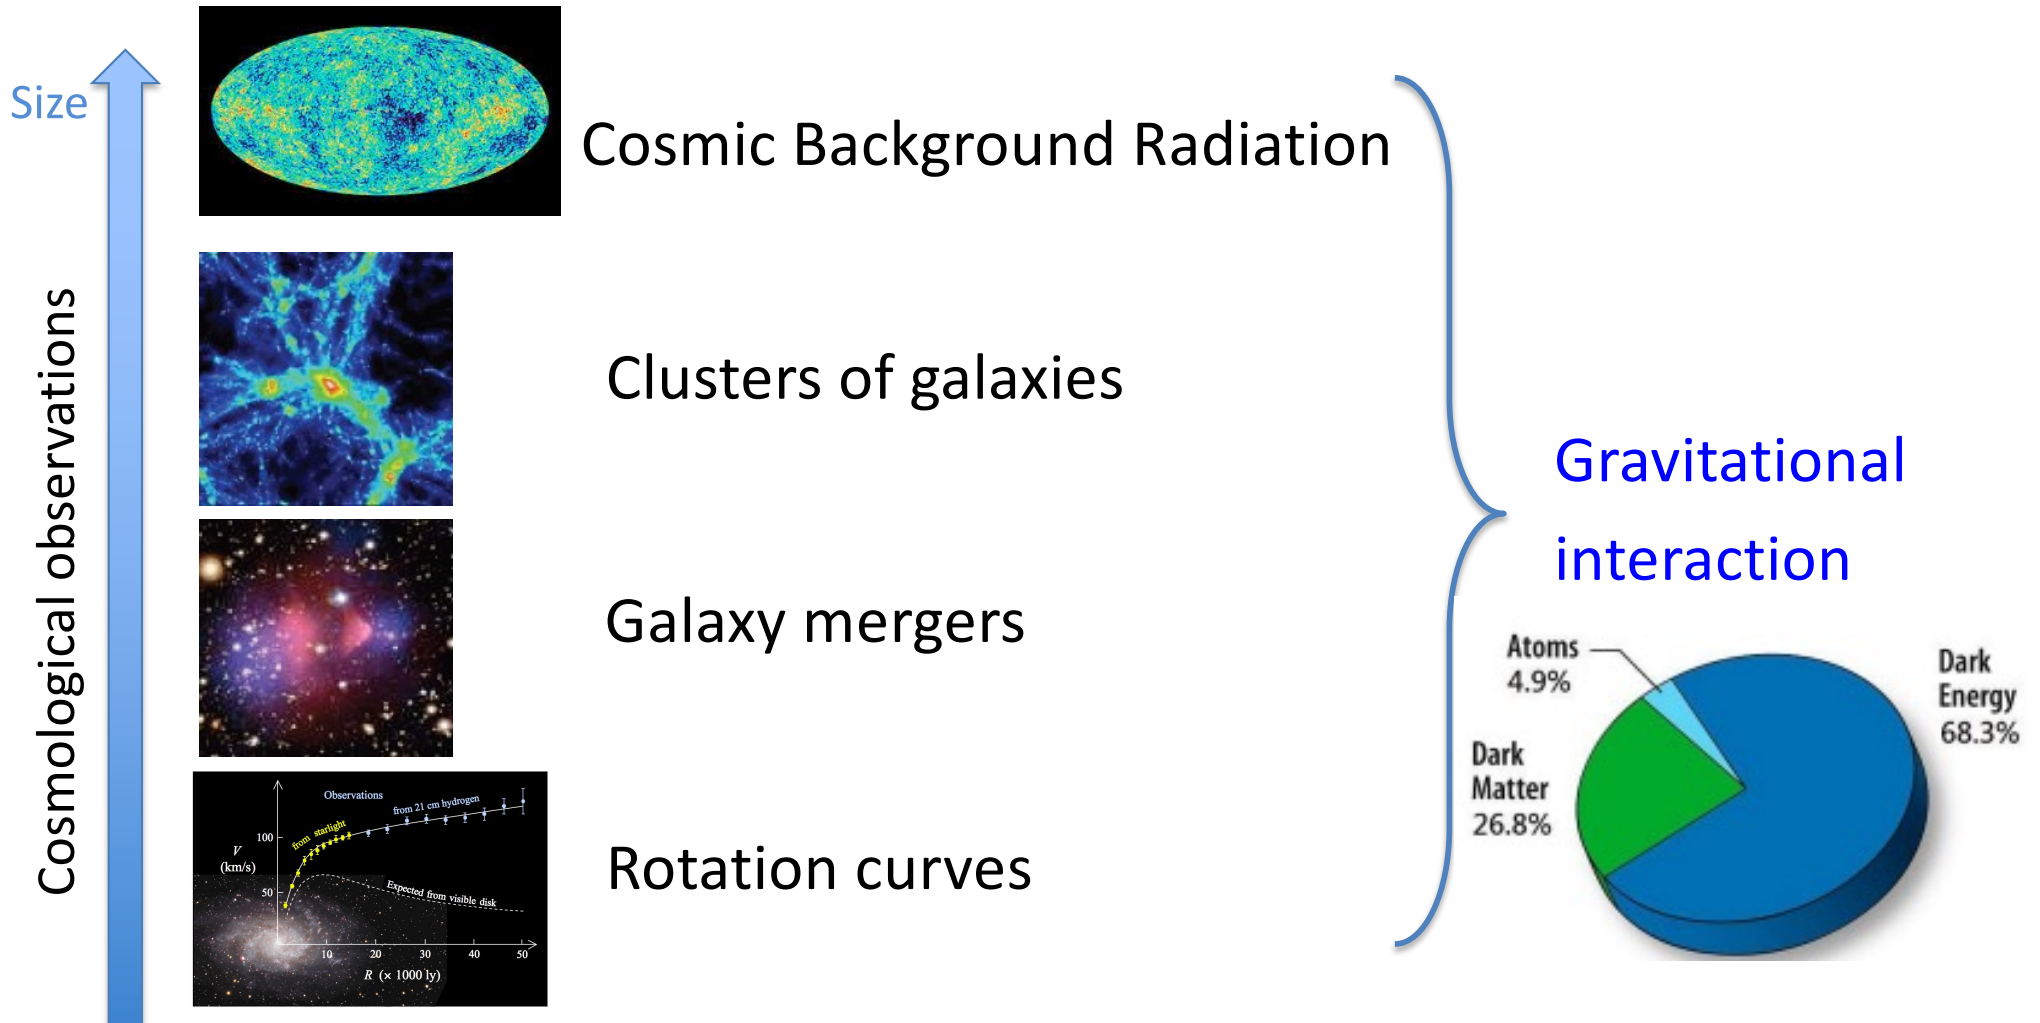 Size
Cosmological observations
Cosmic Background Radiation
Clusters of galaxies
Galaxy mergers
Observations
from 21 cm hydrogen
from starlight
100
V
(km/s)
50
Expected from visible disk
10 20 30 40 50
R (× 1000 ly)
Rotation curves
Gravitational
interaction
Atoms
4.9%
Dark
Energy
68.3%
Dark
Matter
26.8%